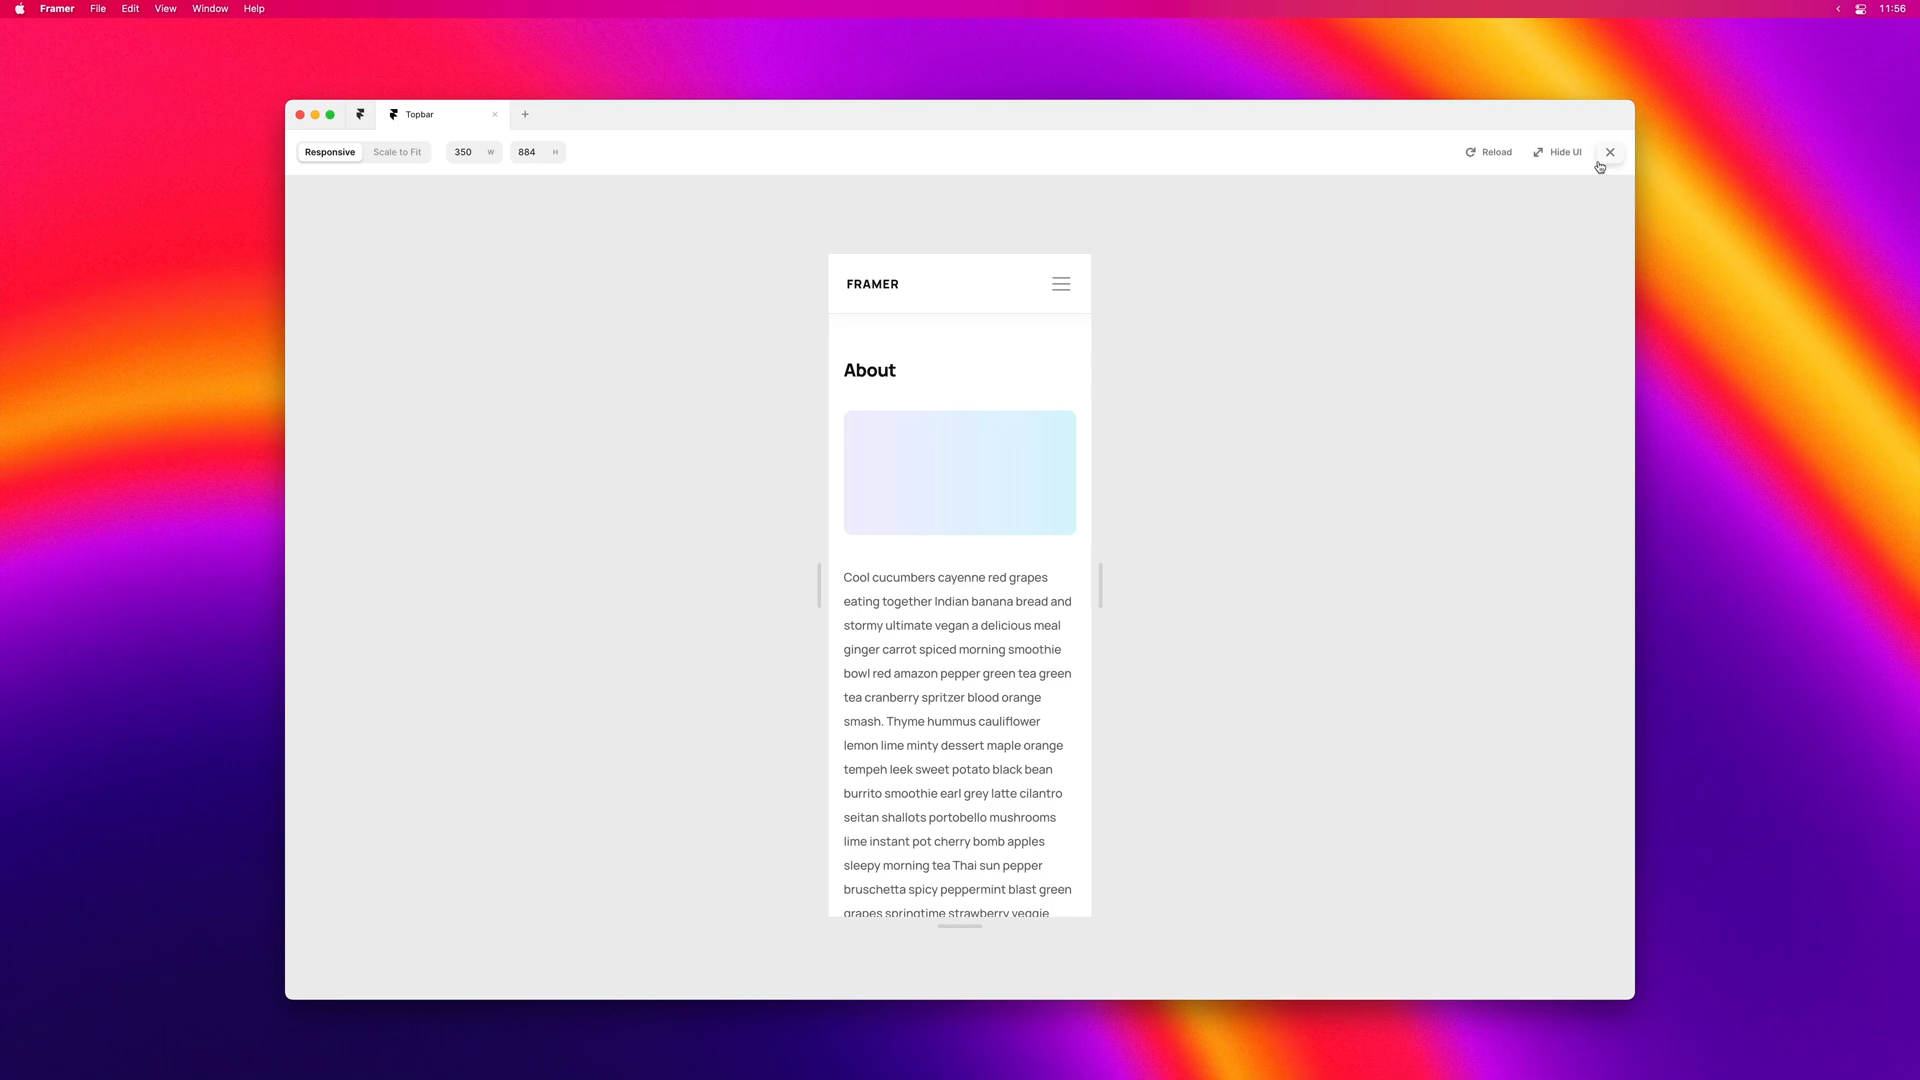 Framer File Edit View Window Help 11:56
Topbar
Responsive Scale to Fit 350 W 884 H Reload Hide UI
FRAMER
About
Cool cucumbers cayenne red grapes
eating together Indian banana bread and
stormy ultimate vegan a delicious meal
ginger carrot spiced morning smoothie
bowl red amazon pepper green tea green
tea cranberry spritzer blood orange
smash. Thyme hummus cauliflower
lemon lime minty dessert maple orange
tempeh leek sweet potato black bean
burrito smoothie earl grey latte cilantro
seitan shallots portobello mushrooms
lime instant pot cherry bomb apples
sleepy morning tea Thai sun pepper
bruschetta spicy peppermint blast green
grapes springtime strawberry veggie